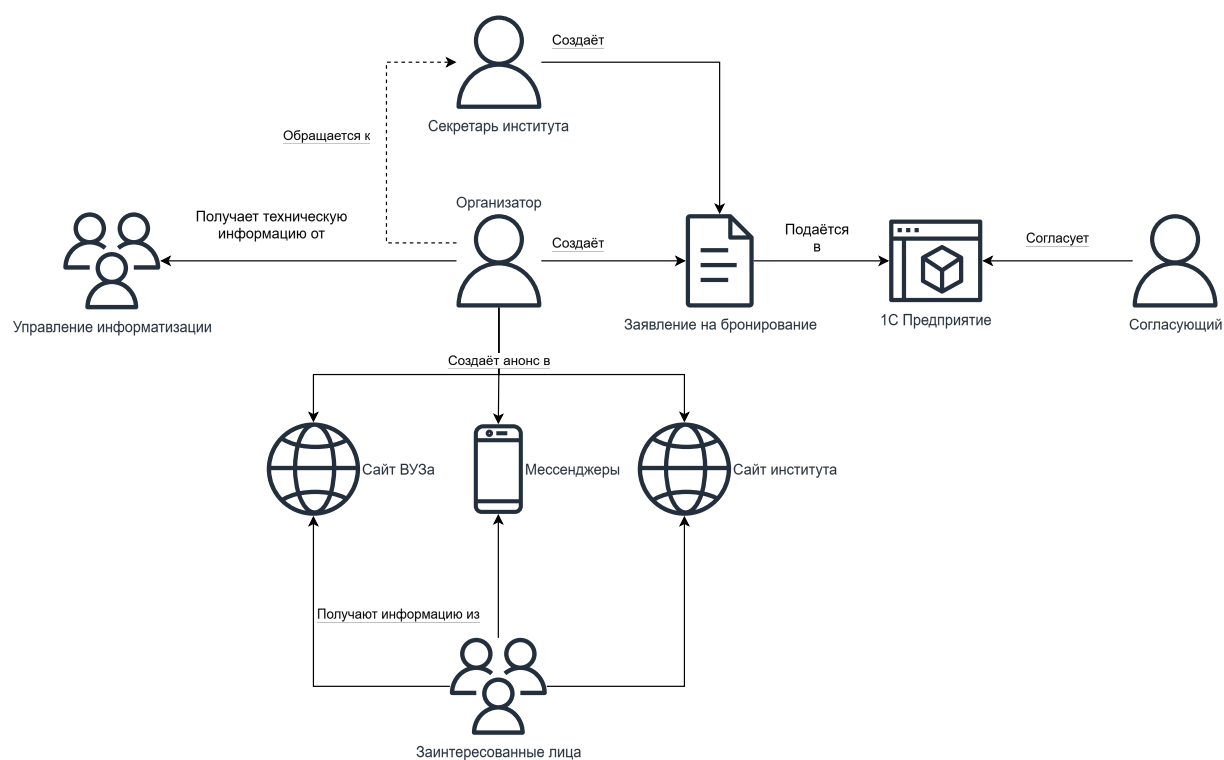 Создаёт
Секретарь института
Обращается к
Организатор
Получает техническую
информацию от
Создаёт
Подаётся
в
Согласует
Управление информатизации
Заявление на бронирование
1С Предприятие
Согласующий
Создаёт анонс в
Сайт ВУЗа
Мессенджеры
Сайт института
Получают информацию из
Заинтересованные лица